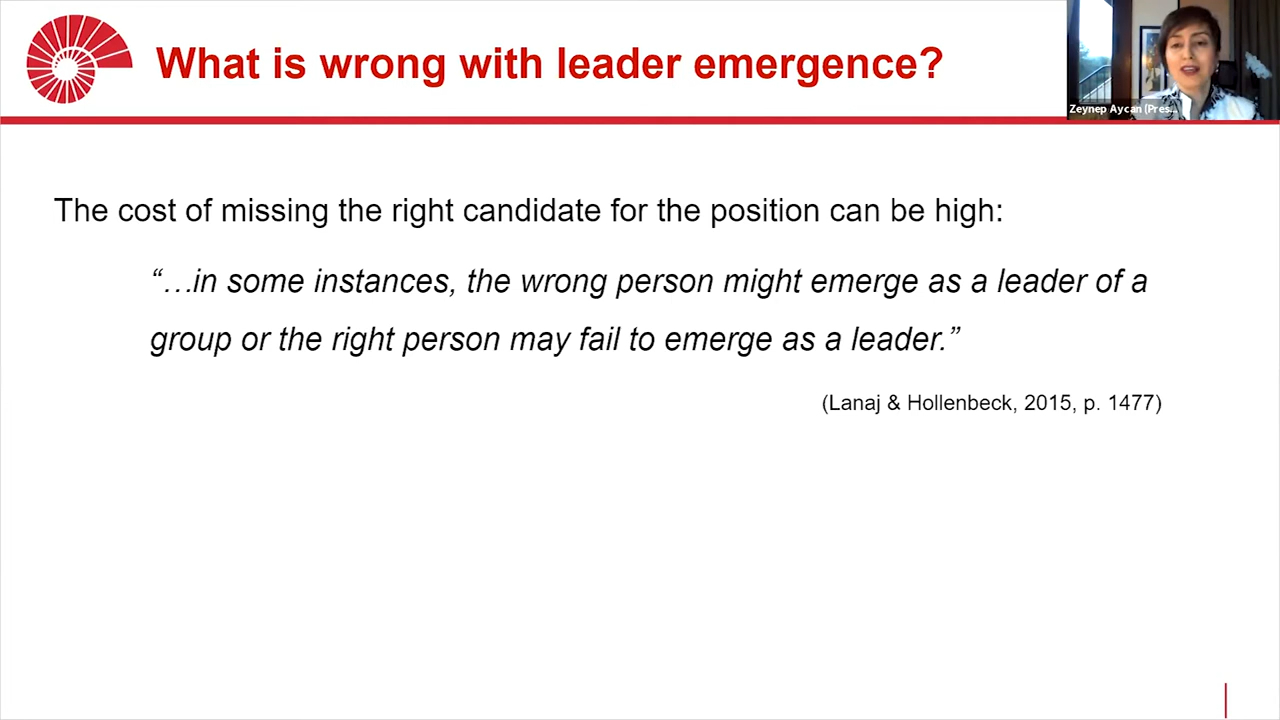 What is wrong with leader emergence?
Zeynep Aycan (Pres...
The cost of missing the right candidate for the position can be high:
“…in some instances, the wrong person might emerge as a leader of a
group or the right person may fail to emerge as a leader.”
(Lanaj & Hollenbeck, 2015, p. 1477)